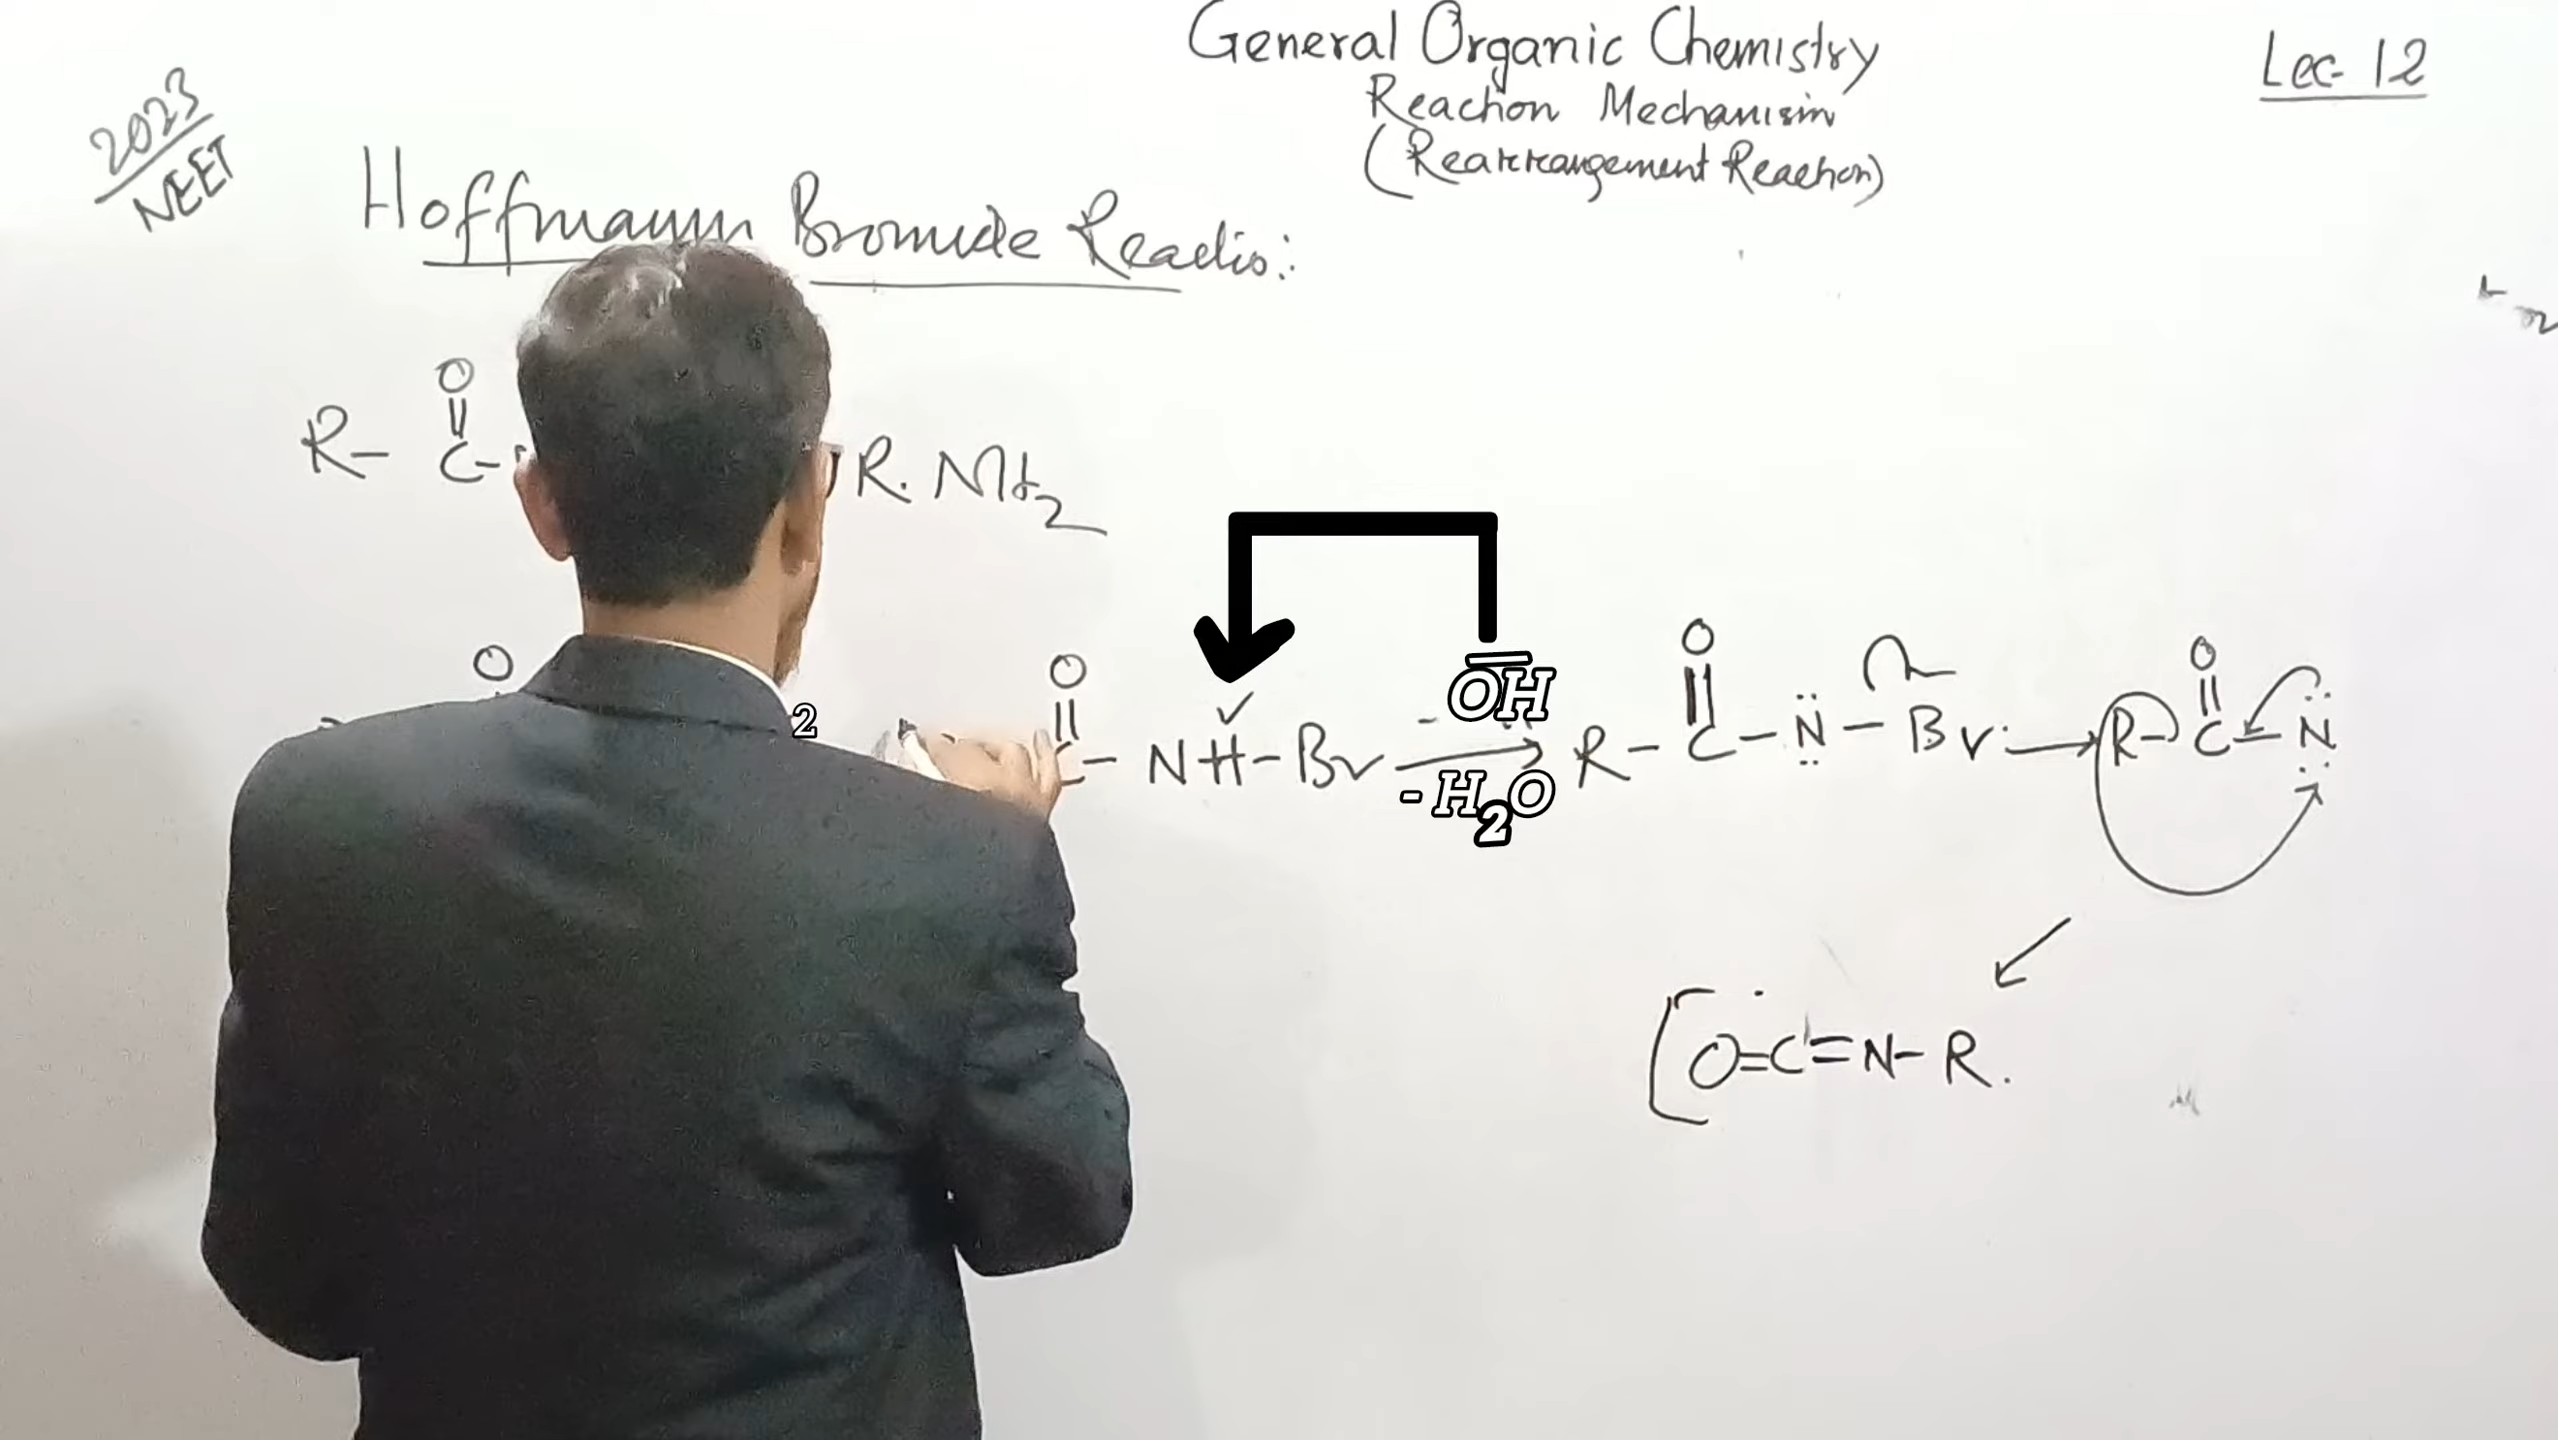 General Organic Chemistry
Lec- 12
Reaction Mechanism
(Rearrangement Reaction)
2023
NEET
Hoffmann Bromide Reactio:
O
R- C-
R. NH2
O
2
O
C- NH-Br
OH
- H2O
O
R-C-N-Br
O
R-C-N
[O=C=N-R.